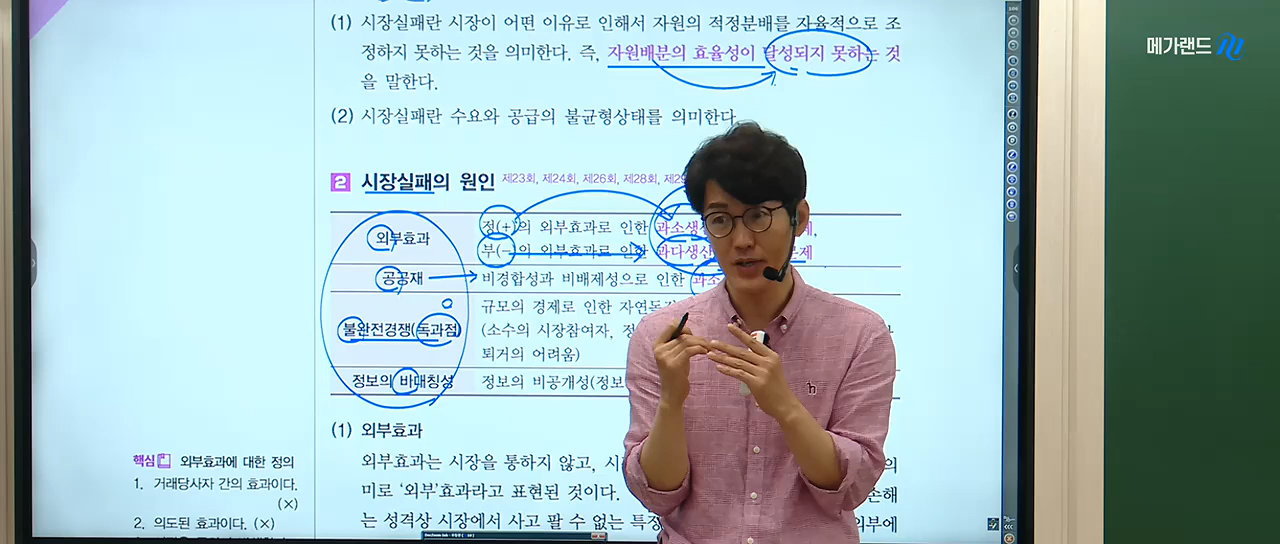 (1) 시장실패란 시장이 어떤 이유로 인해서 자원의 적정분배를 자율적으로 조
정하지 못하는 것을 의미한다. 즉, 자원배분의 효율성이 달성되지 못하는 것
을 말한다.
(2) 시장실패란 수요와 공급의 불균형상태를 의미한다.
메가랜드
2 시장실패의 원인 제23회, 제24회, 제26회, 제28회, 제29
외부효과
정(+)의 외부효과로 인한 과소생
부(-)의 외부효과로 인한 과다생산
공공재
비경합성과 비배제성으로 인한 과소
불완전경쟁(독과점)
규모의 경제로 인한 자연독
(소수의 시장참여자, 정
퇴거의 어려움)
정보의 비대칭성
정보의 비공개성(정보
(1) 외부효과
외부효과는 시장을 통하지 않고, 시
미로 '외부'효과라고 표현된 것이다.
는 성격상 시장에서 사고 팔 수 없는 특정
외부에
핵심 외부효과에 대한 정의
1. 거래당사자 간의 효과이다.
(×)
2. 의도된 효과이다. (×)